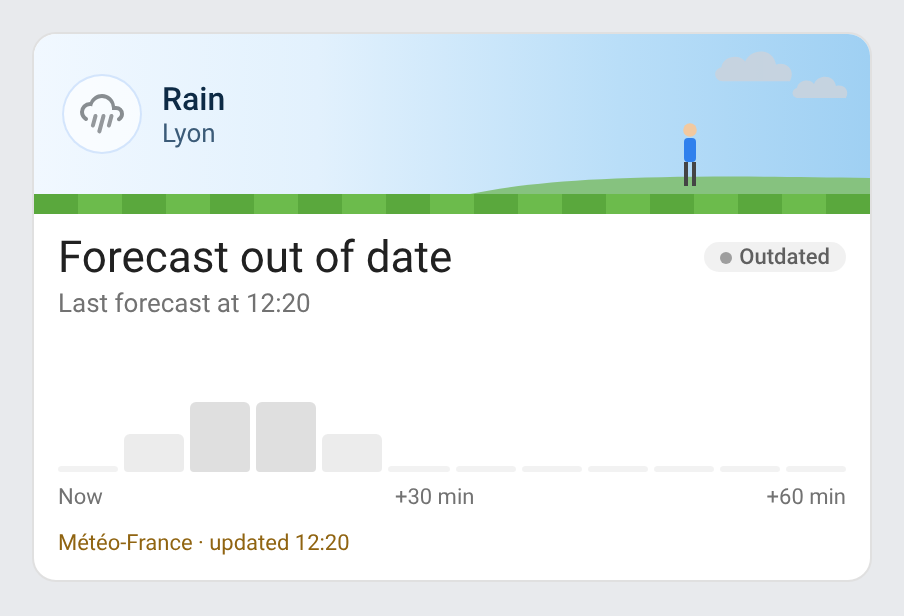 Rain
Lyon
Forecast out of date
Outdated
Last forecast at 12:20
Now
+30 min
+60 min
Météo-France · updated 12:20